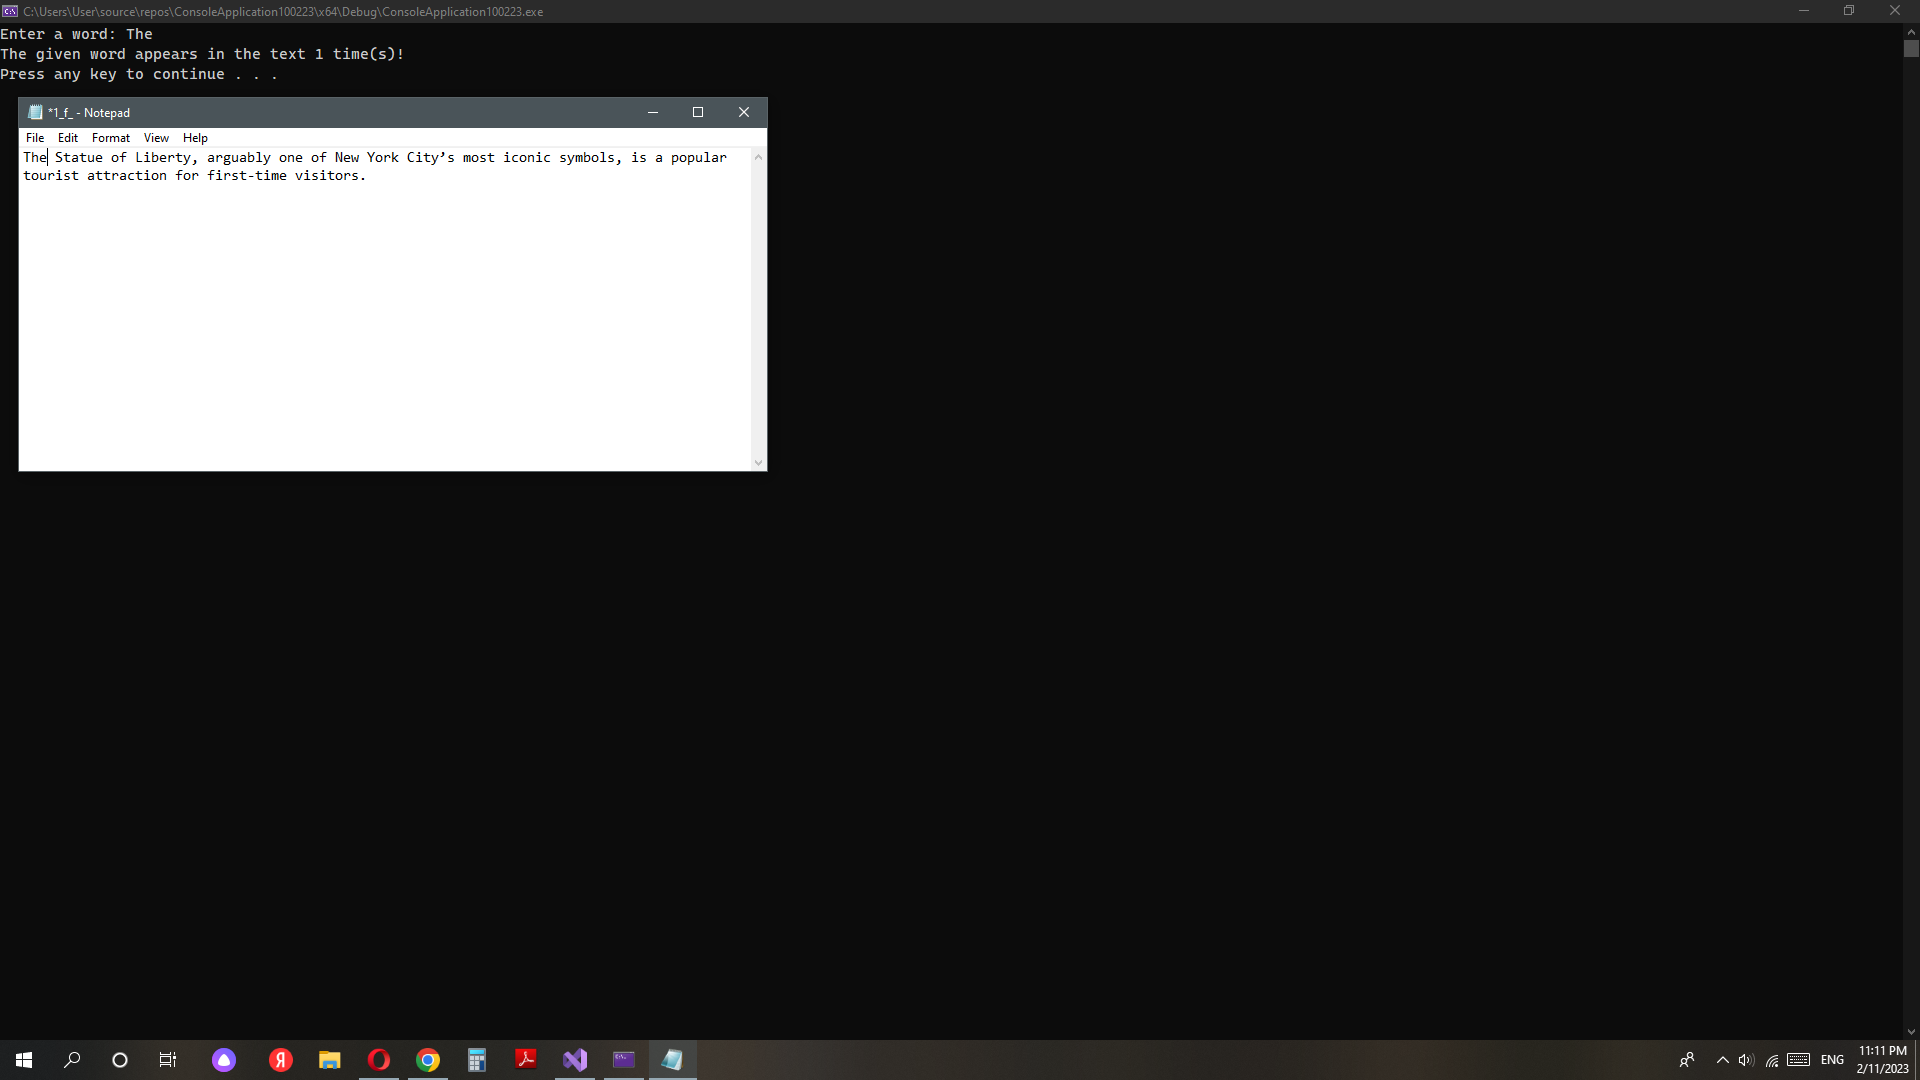 C:\Users\User\source\repos\ConsoleApplication100223\x64\Debug\ConsoleApplication100223.exe
Enter a word: The
The given word appears in the text 1 time(s)!
Press any key to continue . . .
*1_f_ - Notepad
File Edit Format View Help
The Statue of Liberty, arguably one of New York City’s most iconic symbols, is a popular
tourist attraction for first-time visitors.
Я
ENG
11:11 PM
2/11/2023